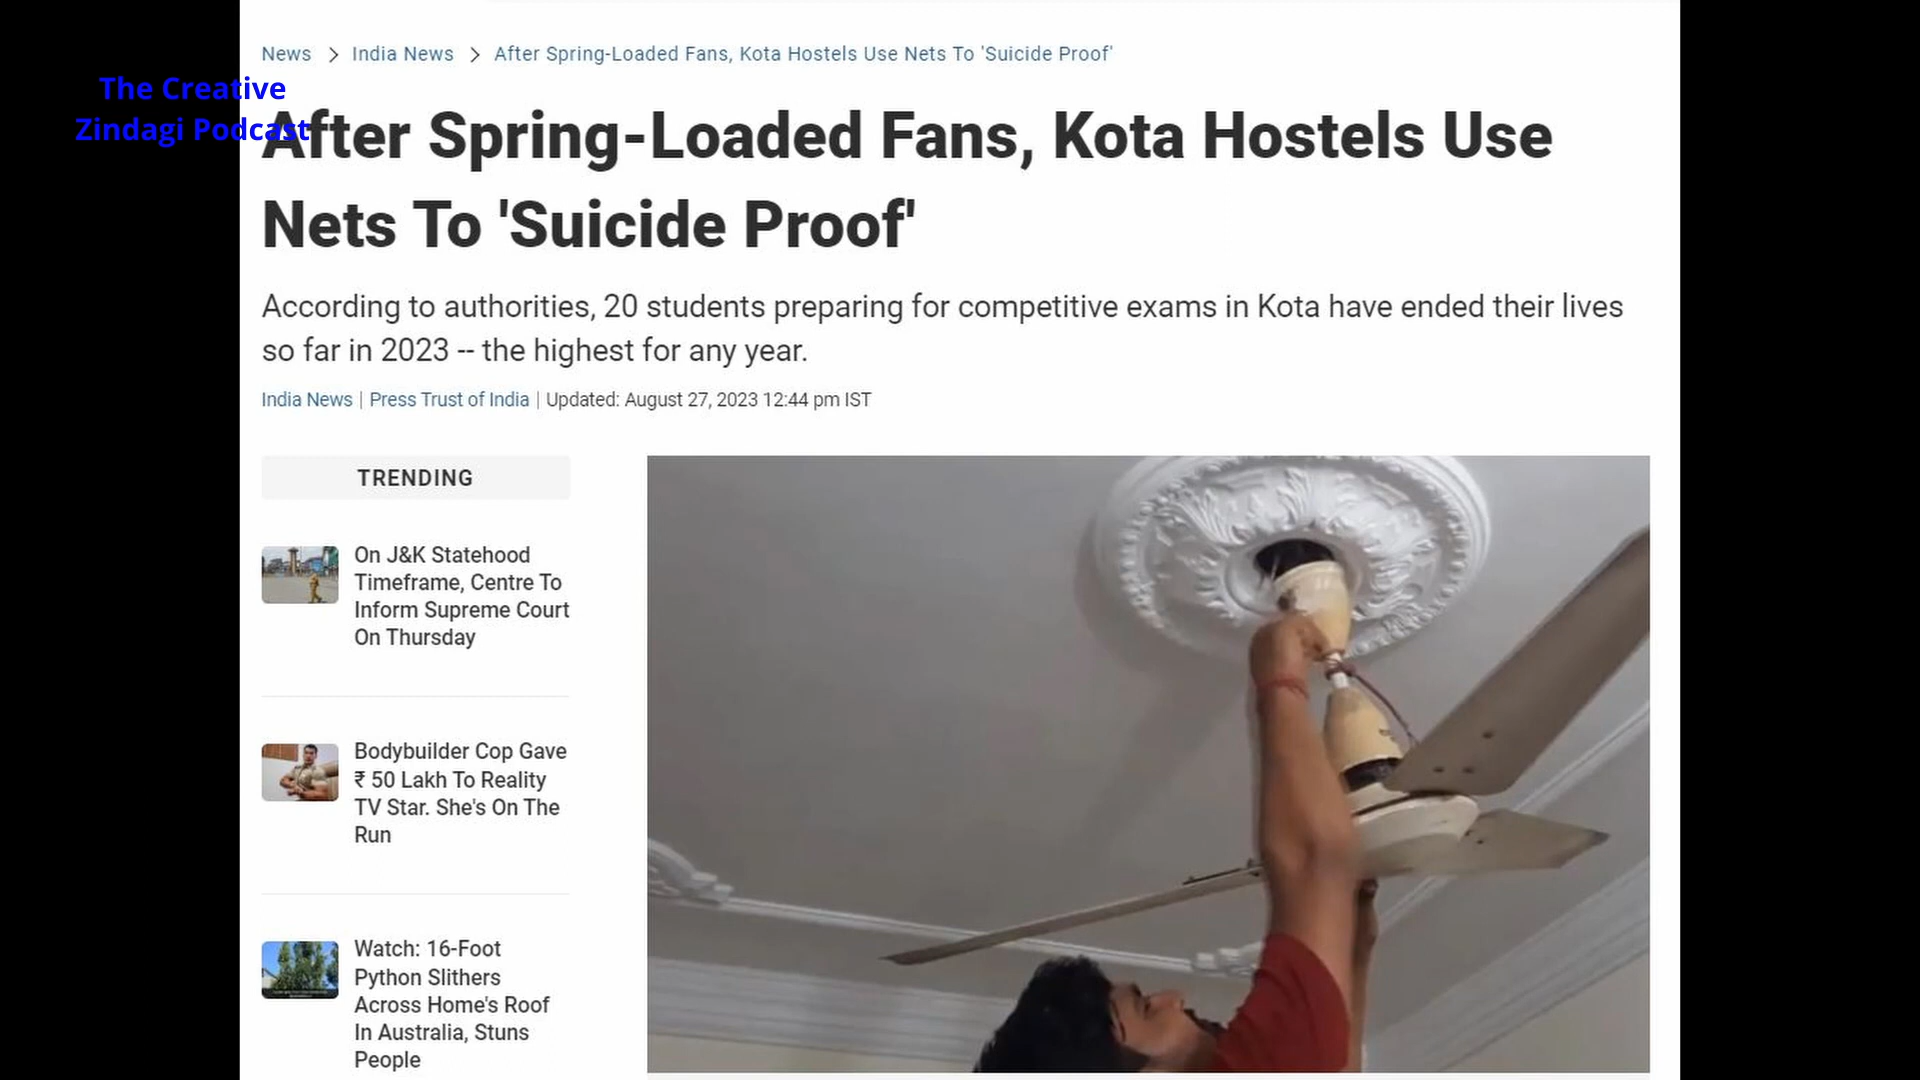 News > India News > After Spring-Loaded Fans, Kota Hostels Use Nets To 'Suicide Proof'
The Creative
Zindagi Podcast
After Spring-Loaded Fans, Kota Hostels Use
Nets To 'Suicide Proof'
According to authorities, 20 students preparing for competitive exams in Kota have ended their lives
so far in 2023 -- the highest for any year.
India News | Press Trust of India | Updated: August 27, 2023 12:44 pm IST
TRENDING
On J&K Statehood
Timeframe, Centre To
Inform Supreme Court
On Thursday
Bodybuilder Cop Gave
₹ 50 Lakh To Reality
TV Star. She's On The
Run
Watch: 16-Foot
Python Slithers
Across Home's Roof
In Australia, Stuns
People